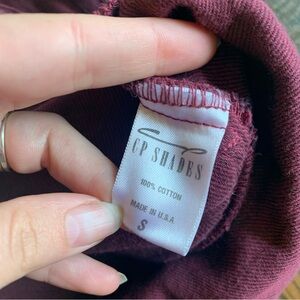 CP SHADES
100% COTTON
MADE IN U.S.A
S